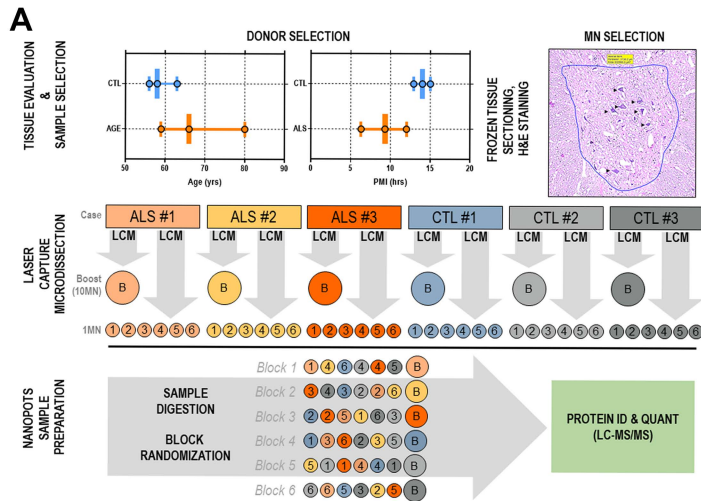 A
TISSUE EVALUATION
&
SAMPLE SELECTION
DONOR SELECTION
CTL
AGE
50 60 70 80 90
Age (yrs)
CTL
ALS
0 5 10 15 20
PMI (hrs)
FROZEN TISSUE
SECTIONING,
H&E STAINING
MN SELECTION
LASER
CAPTURE
MICRODISSECTION
Case
ALS #1 ALS #2 ALS #3 CTL #1 CTL #2 CTL #3
LCM LCM LCM LCM LCM LCM LCM LCM LCM LCM LCM LCM
Boost
(10MN)
B B B B B B
1MN
1 2 3 4 5 6 1 2 3 4 5 6 1 2 3 4 5 6 1 2 3 4 5 6 1 2 3 4 5 6 1 2 3 4 5 6
NANOPOTS
SAMPLE
PREPARATION
SAMPLE
DIGESTION
BLOCK
RANDOMIZATION
Block 1 1 4 6 4 4 5 B
Block 2 3 4 3 2 2 6 B
Block 3 2 2 5 1 6 3 B
Block 4 1 3 6 2 3 5 B
Block 5 5 1 1 4 4 1 B
Block 6 6 6 5 3 2 5 B
PROTEIN ID & QUANT
(LC-MS/MS)